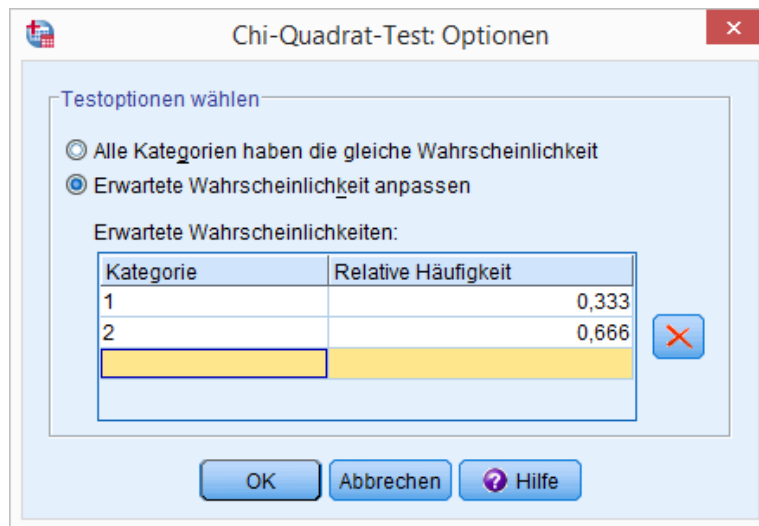 Chi-Quadrat-Test: Optionen
Testoptionen wählen
Alle Kategorien haben die gleiche Wahrscheinlichkeit
Erwartete Wahrscheinlichkeit anpassen
Erwartete Wahrscheinlichkeiten:
Kategorie Relative Häufigkeit
1 0,333
2 0,666
OK Abbrechen Hilfe